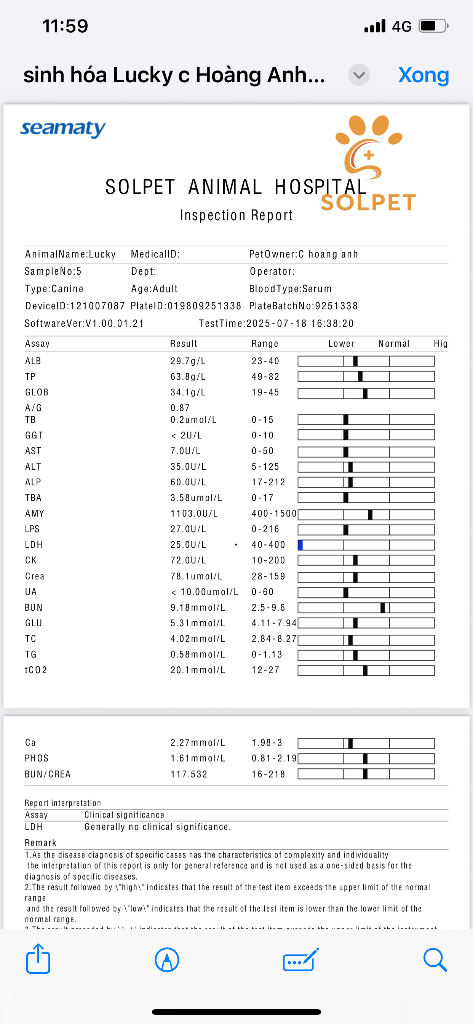 11:59 4G
sinh hóa Lucky c Hoàng Anh... Xong
seamaty
SOLPET ANIMAL HOSPITAL
SOLPET
Inspection Report
AnimalName:Lucky MedicalID: PetOwner:C hoang anh
SampleNo:5 Dept: Operator:
Type:Canine Age:Adult BloodType:Serum
DeviceID:121007087 PlateID:019809251338 PlateBatchNo:9251338
SoftwareVer:V1.00.01.21 TestTime:2025-07-18 16:38:20
Assay Result Range Lower Normal Hig
ALB 29.7g/L 23-40
TP 63.8g/L 49-82
GLOB 34.1g/L 19-45
A/G 0.87
TB 0.2umol/L 0-15
GGT < 2U/L 0-10
AST 7.0U/L 0-50
ALT 35.0U/L 5-125
ALP 60.0U/L 17-212
TBA 3.58umol/L 0-17
AMY 1103.0U/L 400-1500
LPS 27.0U/L 0-216
LDH 25.0U/L 40-400
CK 72.0U/L 10-200
Crea 78.1umol/L 28-159
UA < 10.00umol/L 0-60
BUN 9.18mmol/L 2.5-9.6
GLU 5.31mmol/L 4.11-7.94
TC 4.02mmol/L 2.84-8.27
TG 0.58mmol/L 0-1.13
tCO2 20.1mmol/L 12-27
Ca 2.27mmol/L 1.98-3
PHOS 1.61mmol/L 0.81-2.19
BUN/CREA 117.532 16-218
Report interpretation
Assay Clinical significance
LDH Generally no clinical significance.
Remark
1.As the disease diagnosis of specific cases has the characteristics of complexity and individuality
the interpretation of this report is only for general reference and is not used as a one-sided basis for the
diagnosis of specific diseases.
2.The result followed by \"high\" indicates that the result of the test item exceeds the upper limit of the normal
range
and the result followed by \"low\" indicates that the result of the test item is lower than the lower limit of the
normal range.